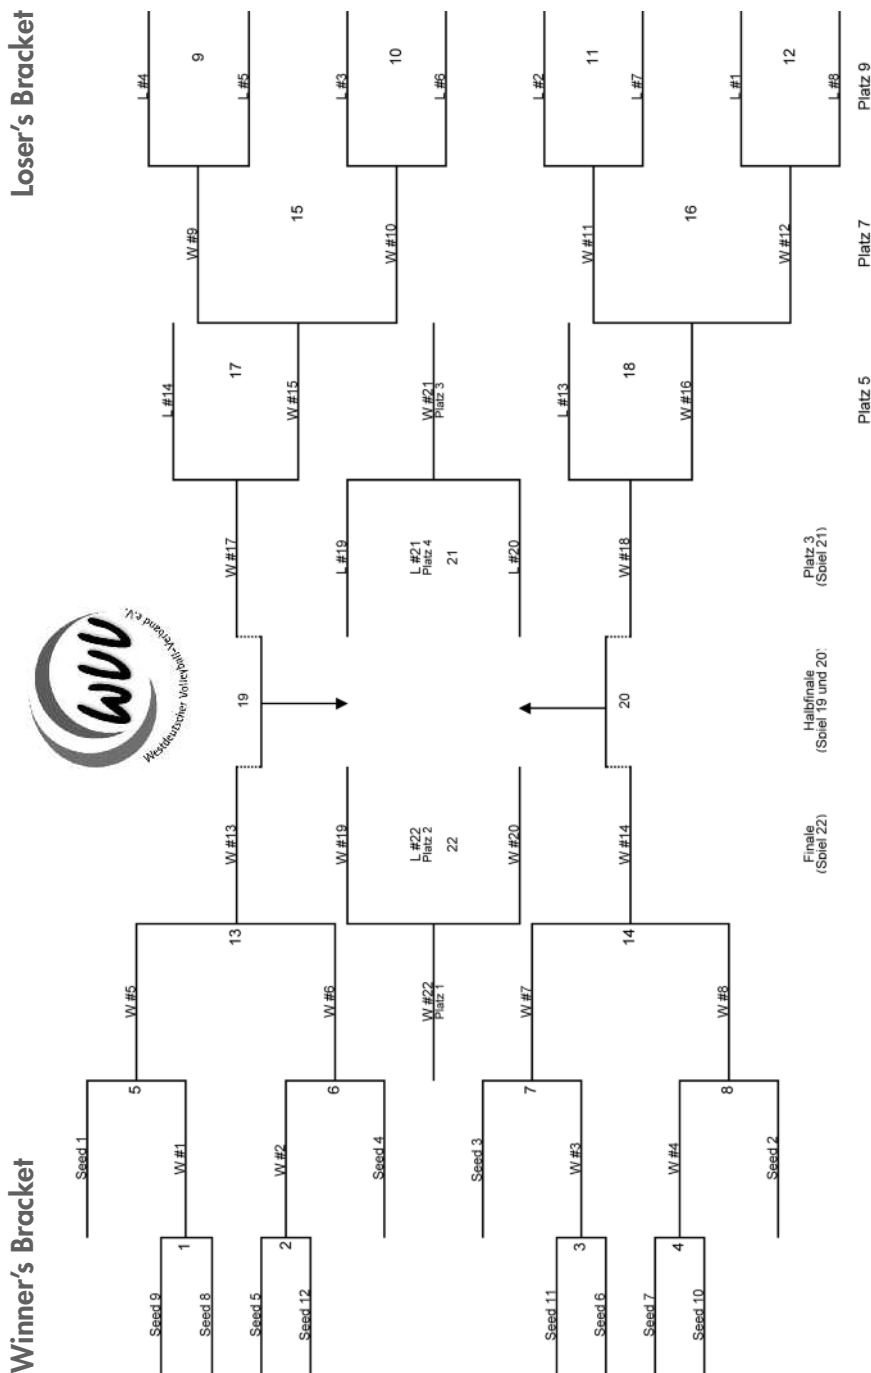 Winner's Bracket
Loser's Bracket
Westdeutscher Volleyball-Verband e.V.
WVV
Seed 9
1
Seed 8
Seed 5
2
Seed 12
Seed 11
3
Seed 6
Seed 7
4
Seed 10
Seed 1
5
W #1
W #2
6
Seed 4
Seed 3
7
W #3
W #4
8
Seed 2
W #5
13
W #6
W #22
Platz 1
W #7
14
W #8
W #13
W #19
L #22
Platz 2
22
W #20
W #14
Finale
(Spiel 22)
19
20
Halbfinale
(Spiel 19 und 20)
W #17
L #19
L #21
Platz 4
21
L #20
W #18
Platz 3
(Spiel 21)
L #14
17
W #15
W #21
Platz 3
L #13
18
W #16
Platz 5
W #9
15
W #10
W #11
16
W #12
Platz 7
L #4
9
L #5
L #3
10
L #6
L #2
11
L #7
L #1
12
L #8
Platz 9